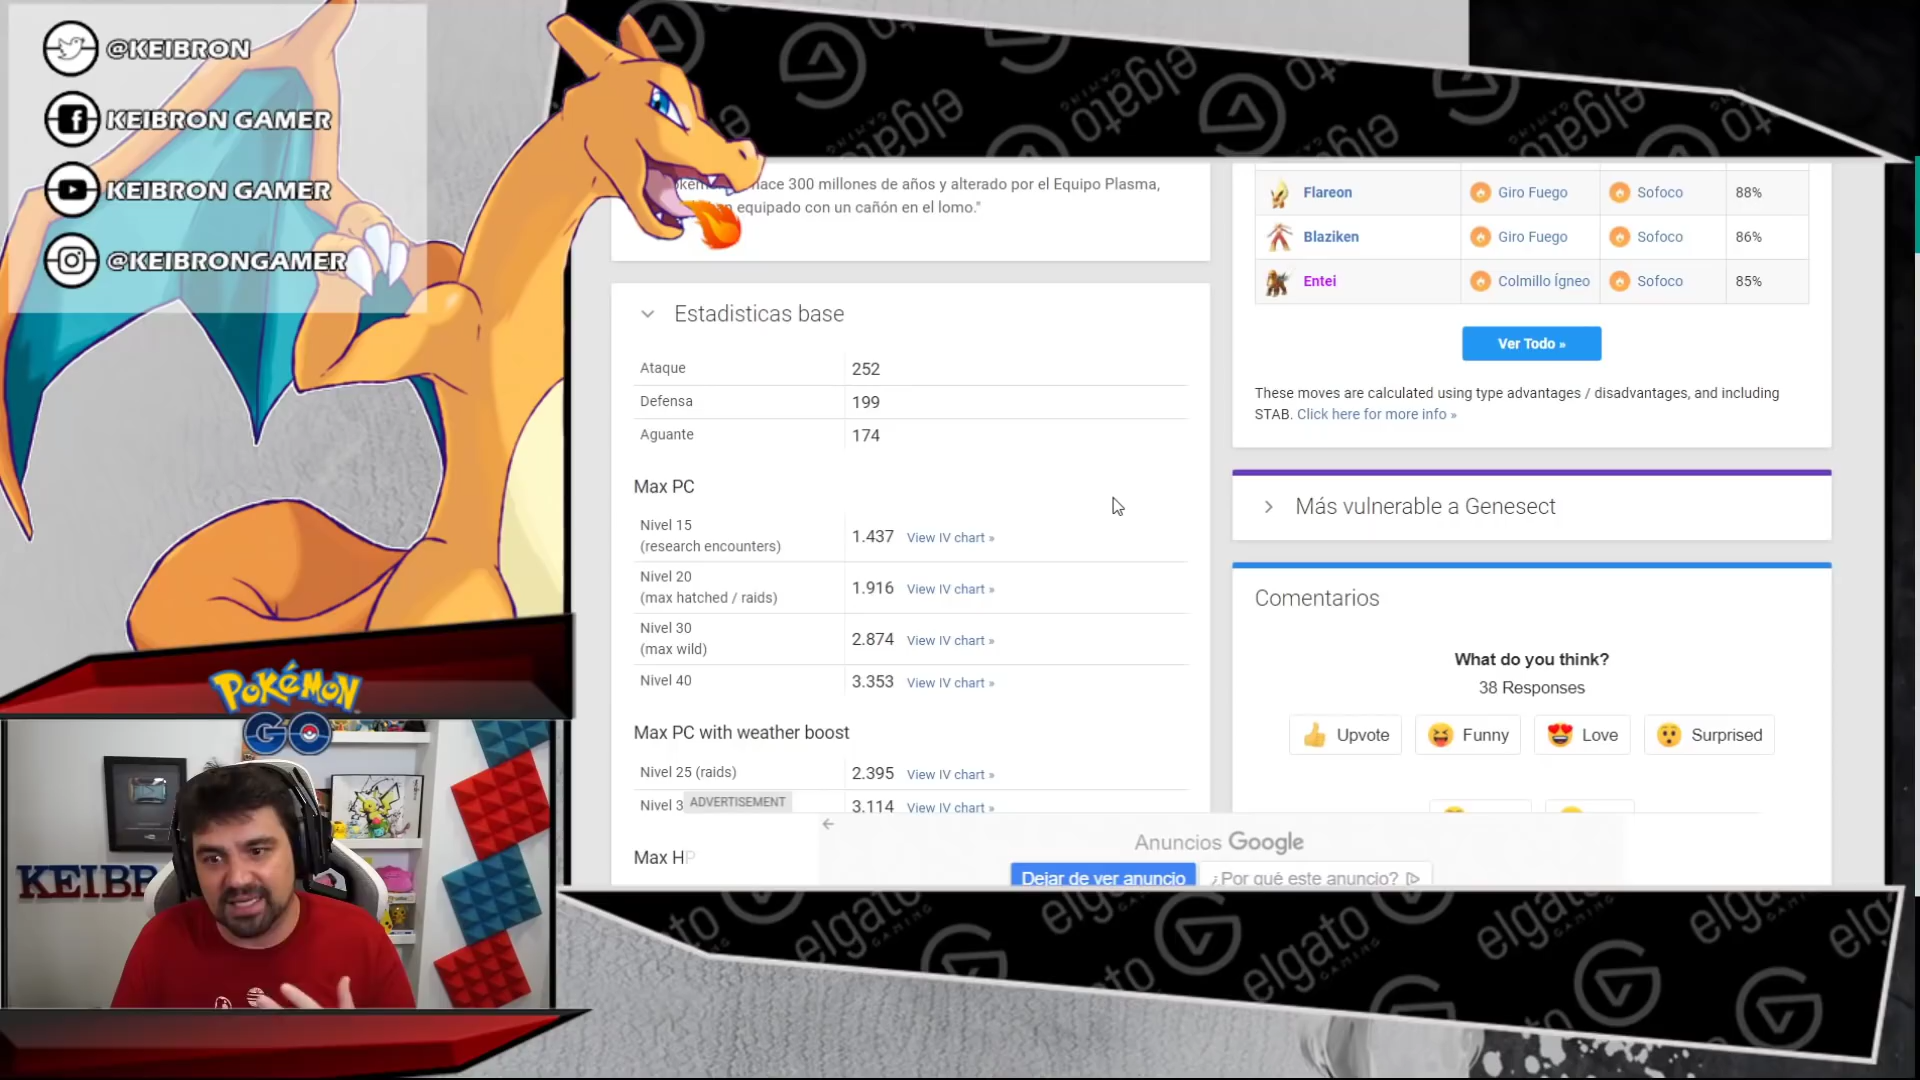 @KEIBRON
KEIBRON GAMER
KEIBRON GAMER
@KEIBRONGAMER
POKéMON
GO
KEIBR
elgato
GAMING
hace 300 millones de años y alterado por el Equipo Plasma,
equipado con un cañón en el lomo."
Estadisticas base
Ataque 252
Defensa 199
Aguante 174
Max PC
Nivel 15
(research encounters) 1.437 View IV chart »
Nivel 20
(max hatched / raids) 1.916 View IV chart »
Nivel 30
(max wild) 2.874 View IV chart »
Nivel 40 3.353 View IV chart »
Max PC with weather boost
Nivel 25 (raids) 2.395 View IV chart »
Nivel 3 3.114 View IV chart »
ADVERTISEMENT
Max HP
Anuncios Google
Dejar de ver anuncio ¿Por qué este anuncio?
Flareon Giro Fuego Sofoco 88%
Blaziken Giro Fuego Sofoco 86%
Entei Colmillo Ígneo Sofoco 85%
Ver Todo »
These moves are calculated using type advantages / disadvantages, and including
STAB. Click here for more info »
Más vulnerable a Genesect
Comentarios
What do you think?
38 Responses
Upvote Funny Love Surprised